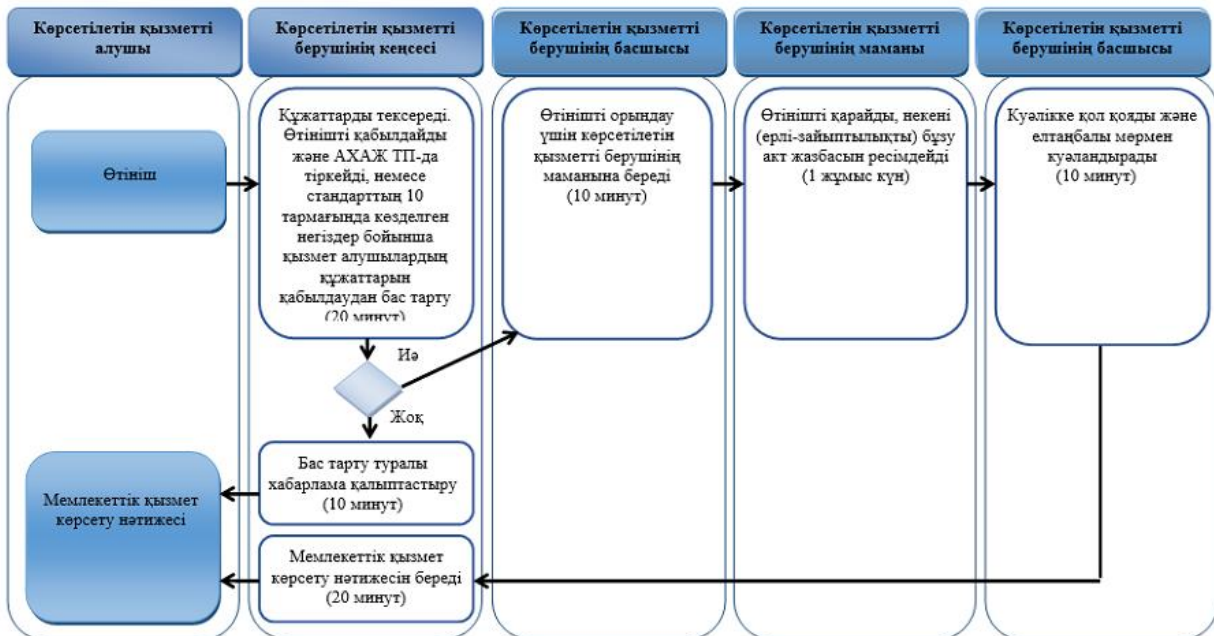 Көрсетілетін қызметті
алушы
Көрсетілетін қызметті
берушінің кеңсесі
Көрсетілетін қызметті
берушінің басшысы
Көрсетілетін қызметті
берушінің маманы
Көрсетілетін қызметті
берушінің басшысы
Өтініш
Құжаттарды тексереді.
Өтінішті қабылдайды
және АХАЖ ТП-да
тіркейді, немесе
стандарттың 10
тармағында көзделген
негіздер бойынша
қызмет алушылардың
құжаттарын
қабылдаудан бас тарту
(20 минут)
Өтінішті орындау
үшін көрсетілетін
қызметті берушінің
маманына береді
(10 минут)
Өтінішті қарайды, некені
(ерлі-зайыптылықты) бұзу
акт жазбасын ресімдейді
(1 жұмыс күн)
Куәлікке қол қояды және
елтаңбалы мөрмен
куәландырады
(10 минут)
Иә
Жоқ
Бас тарту туралы
хабарлама қалыптастыру
(10 минут)
Мемлекеттік қызмет
көрсету нәтижесі
Мемлекеттік қызмет
көрсету нәтижесін береді
(20 минут)